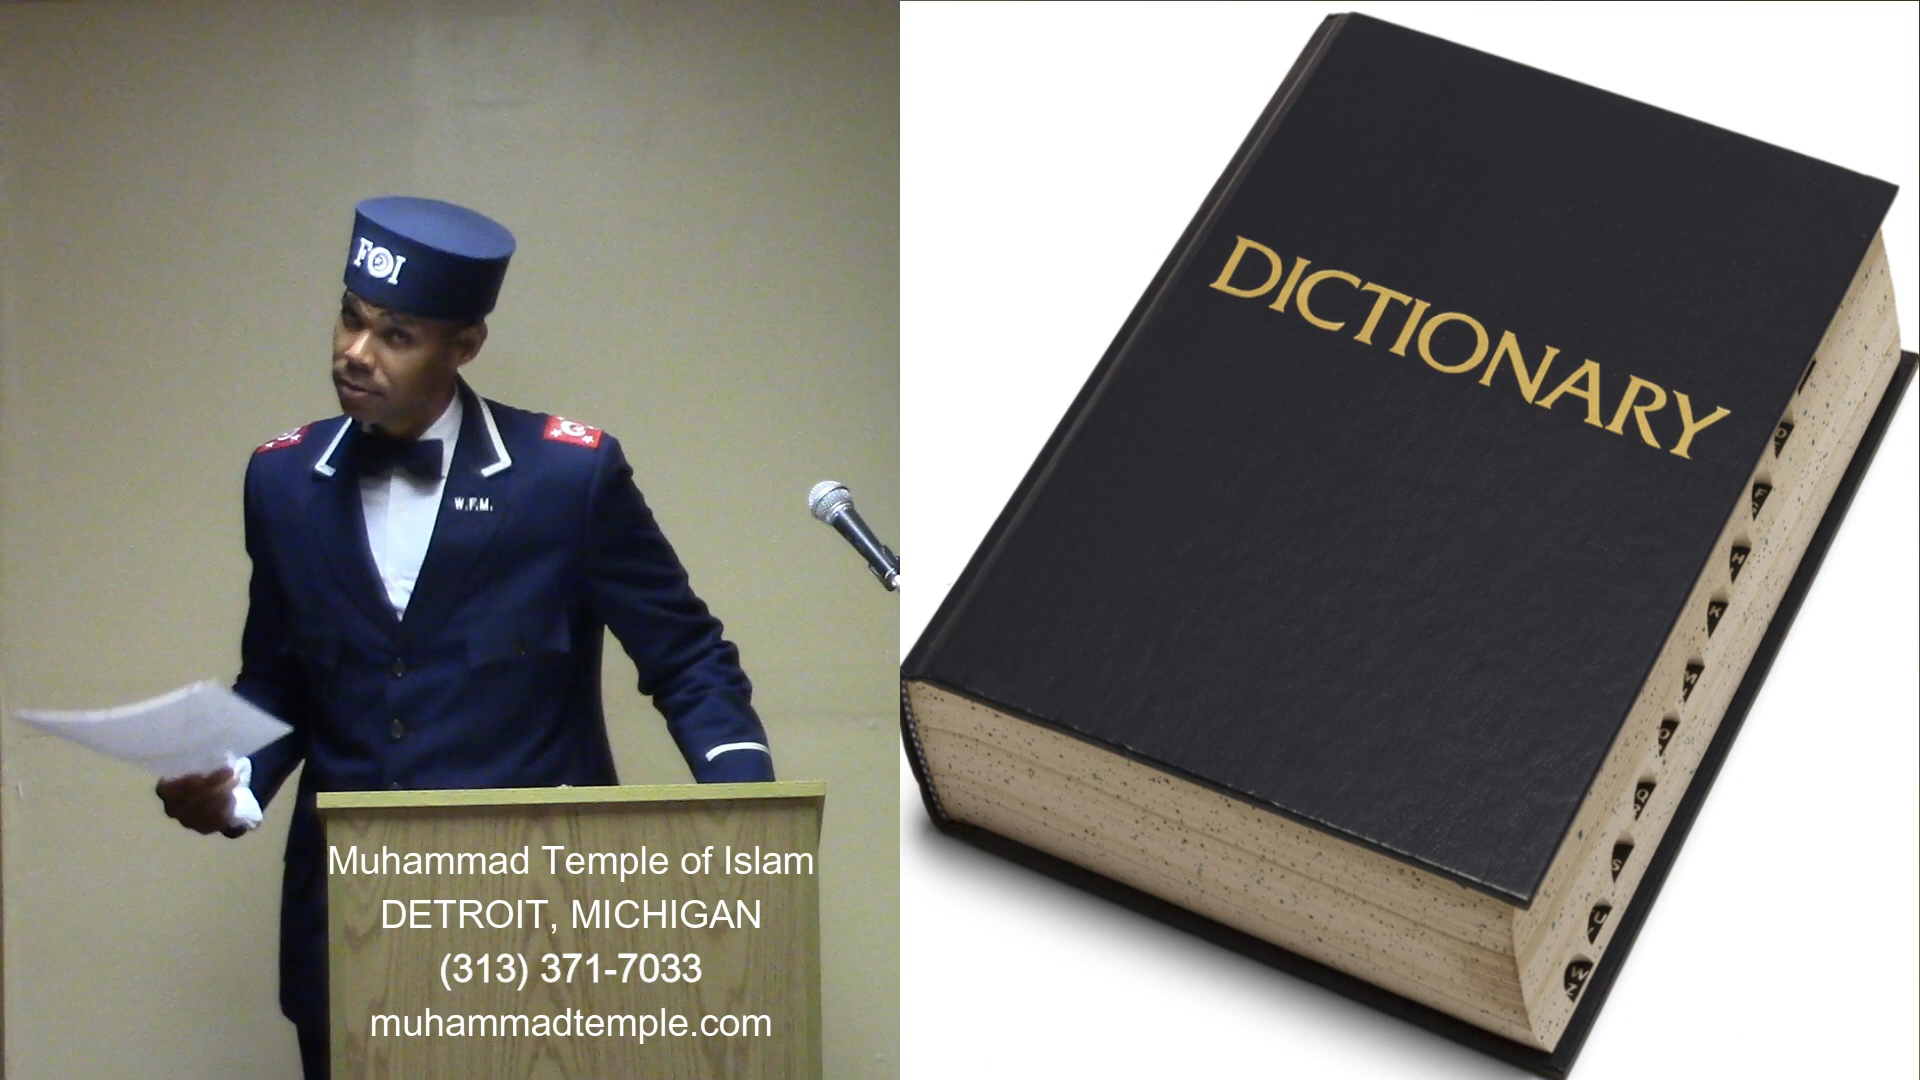 FOI
W.F.M.
Muhammad Temple of Islam
DETROIT, MICHIGAN
(313) 371-7033
muhammadtemple.com
DICTIONARY
D
F
H
K
M
O
Q
S
U
W